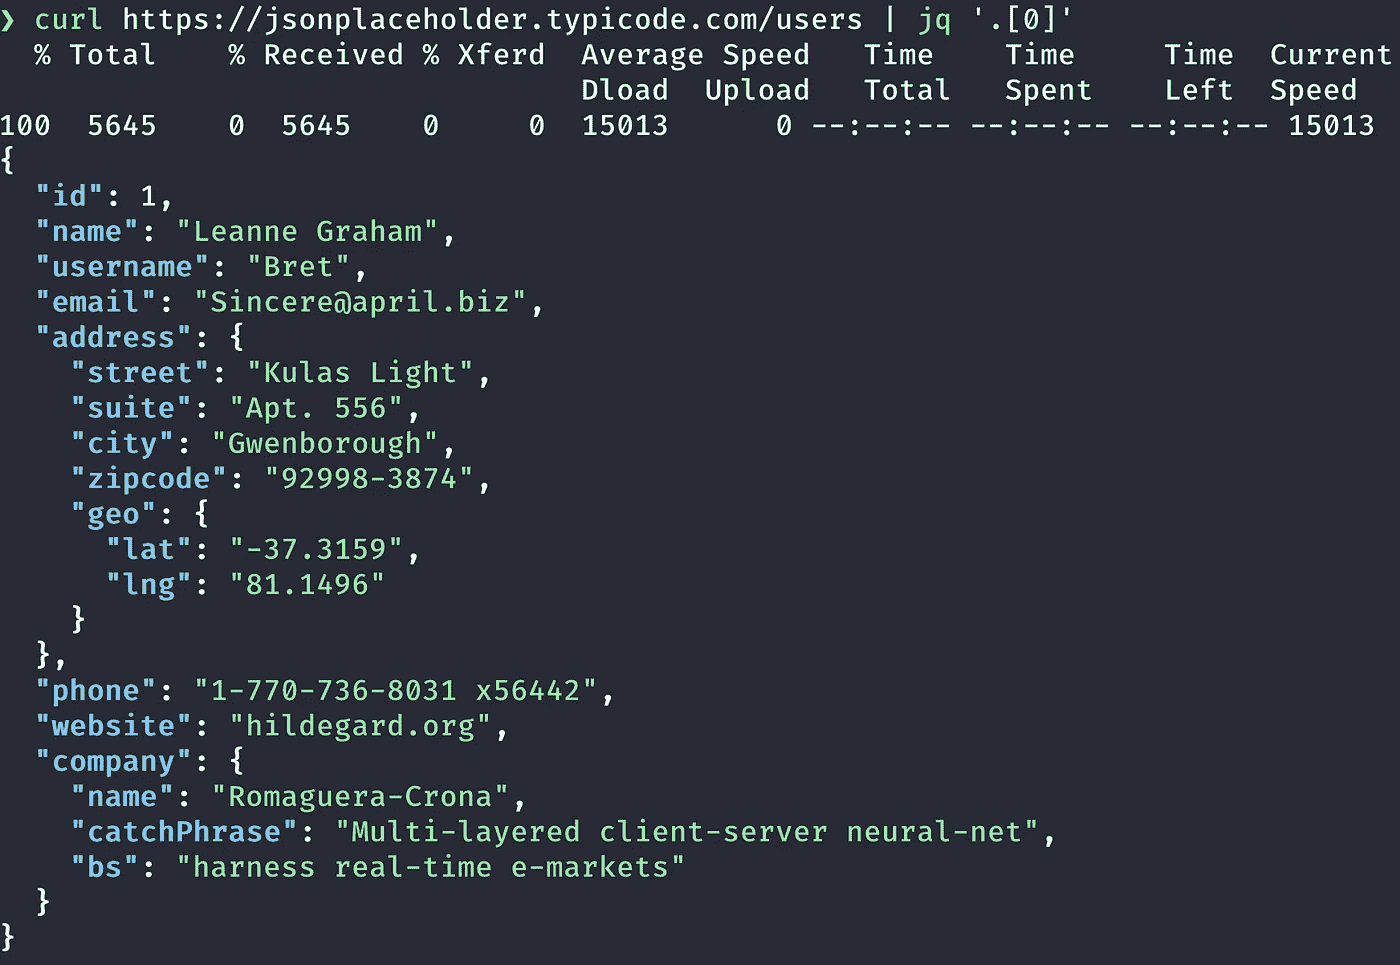 ❯ curl https://jsonplaceholder.typicode.com/users | jq '.[0]'
  % Total    % Received % Xferd  Average Speed   Time    Time     Time  Current
                                 Dload  Upload   Total   Spent    Left  Speed
100  5645    0  5645    0     0  15013      0 --:--:-- --:--:-- --:--:-- 15013
{
  "id": 1,
  "name": "Leanne Graham",
  "username": "Bret",
  "email": "Sincere@april.biz",
  "address": {
    "street": "Kulas Light",
    "suite": "Apt. 556",
    "city": "Gwenborough",
    "zipcode": "92998-3874",
    "geo": {
      "lat": "-37.3159",
      "lng": "81.1496"
    }
  },
  "phone": "1-770-736-8031 x56442",
  "website": "hildegard.org",
  "company": {
    "name": "Romaguera-Crona",
    "catchPhrase": "Multi-layered client-server neural-net",
    "bs": "harness real-time e-markets"
  }
}